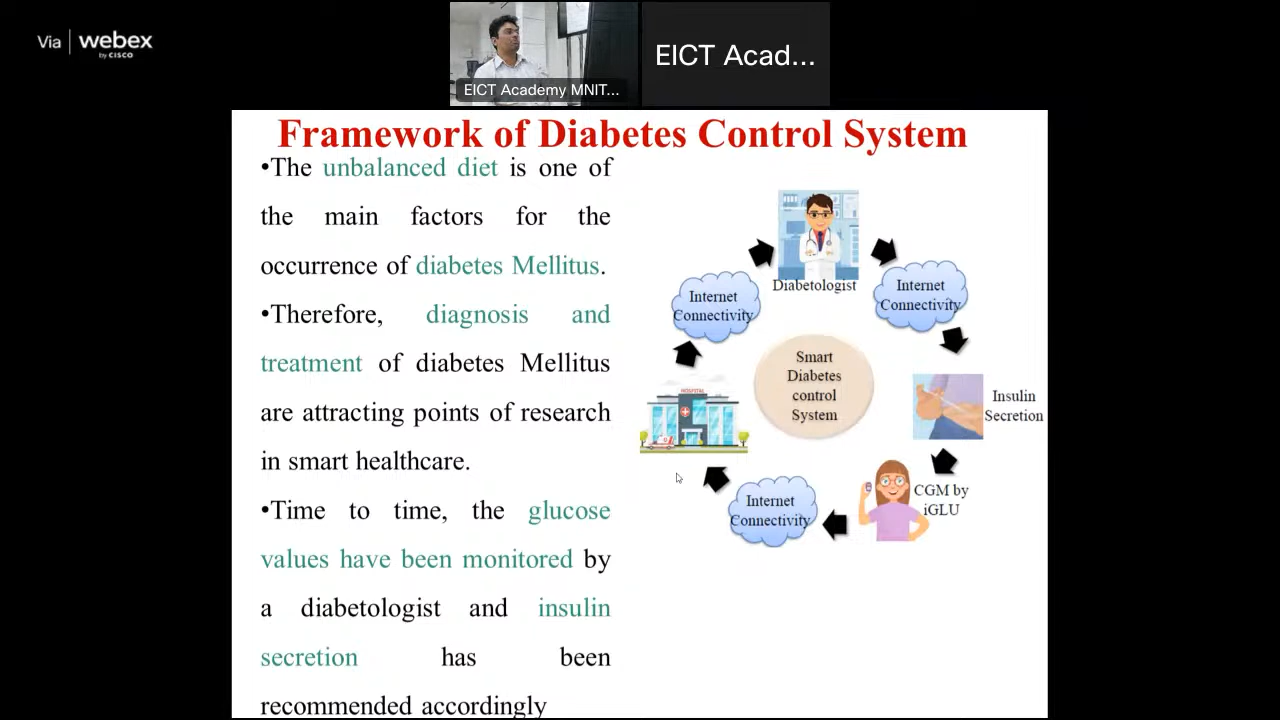 Via webex
by CISCO
EICT Academy MNIT...
EICT Acad...
Framework of Diabetes Control System
•The unbalanced diet is one of
the main factors for the
occurrence of diabetes Mellitus.
•Therefore, diagnosis and
treatment of diabetes Mellitus
are attracting points of research
in smart healthcare.
•Time to time, the glucose
values have been monitored by
a diabetologist and insulin
secretion has been
recommended accordingly
Diabetologist
Internet
Connectivity
Internet
Connectivity
Smart
Diabetes
control
System
HOSPITAL
Insulin
Secretion
CGM by
iGLU
Internet
Connectivity